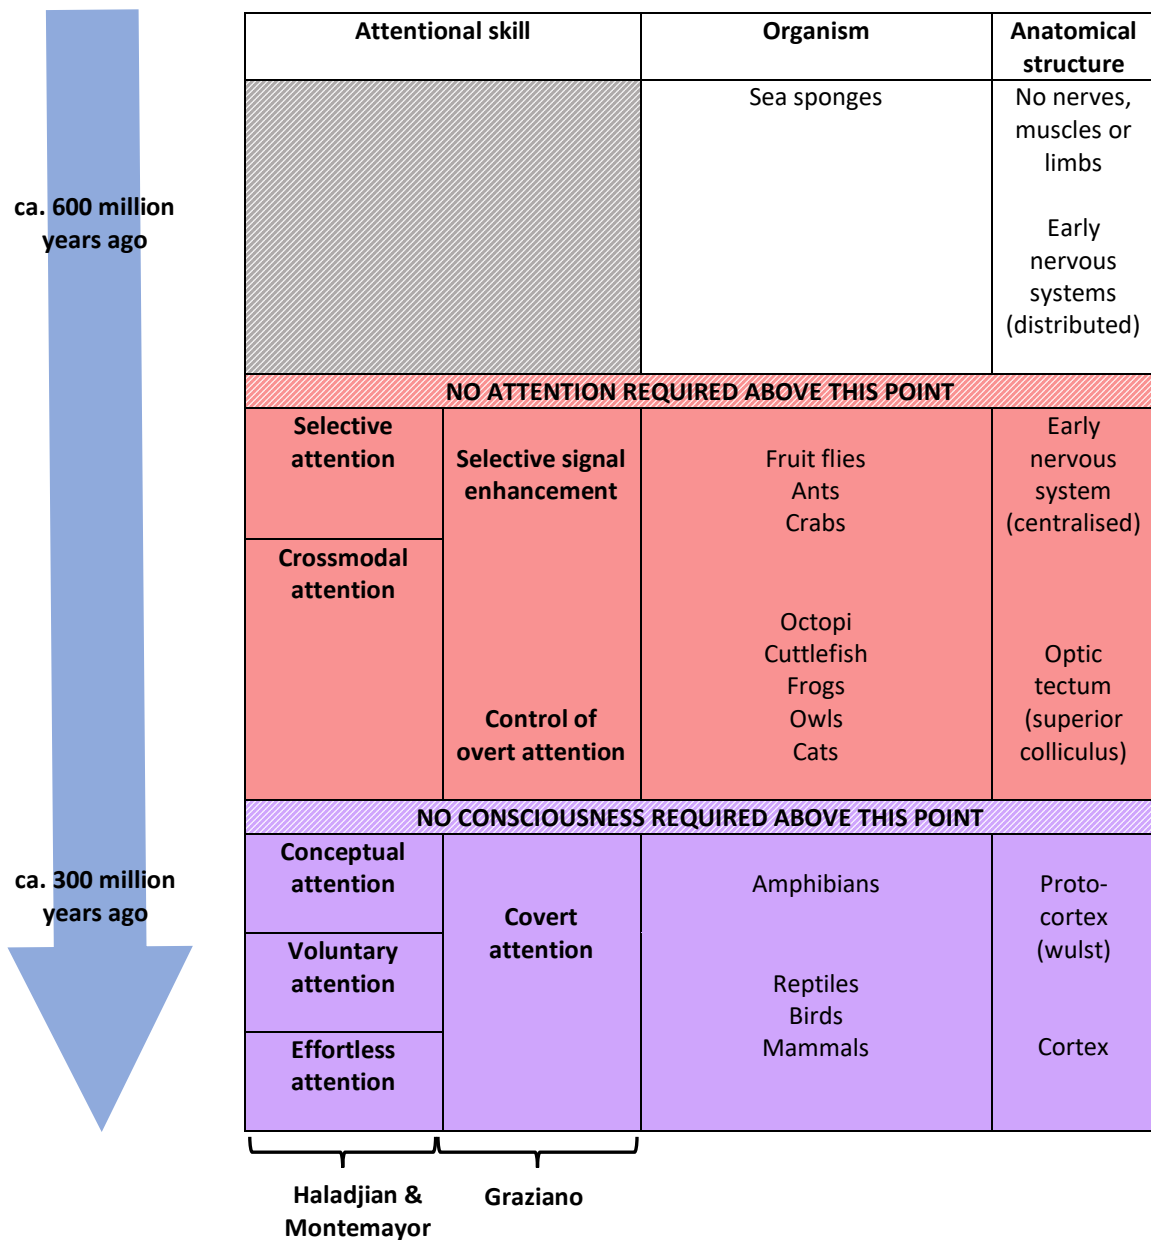 Attentional skill
Organism
Anatomical
structure
Sea sponges
No nerves,
muscles or
limbs
ca. 600 million
years ago
Early
nervous
systems
(distributed)
NO ATTENTION REQUIRED ABOVE THIS POINT
Selective
attention
Selective signal
enhancement
Fruit flies
Ants
Crabs
Early
nervous
system
(centralised)
Crossmodal
attention
Control of
overt attention
Octopi
Cuttlefish
Frogs
Owls
Cats
Optic
tectum
(superior
colliculus)
NO CONSCIOUSNESS REQUIRED ABOVE THIS POINT
ca. 300 million
years ago
Conceptual
attention
Covert
attention
Amphibians
Proto-
cortex
(wulst)
Voluntary
attention
Reptiles
Birds
Mammals
Effortless
attention
Cortex
Haladjian &
Montemayor
Graziano